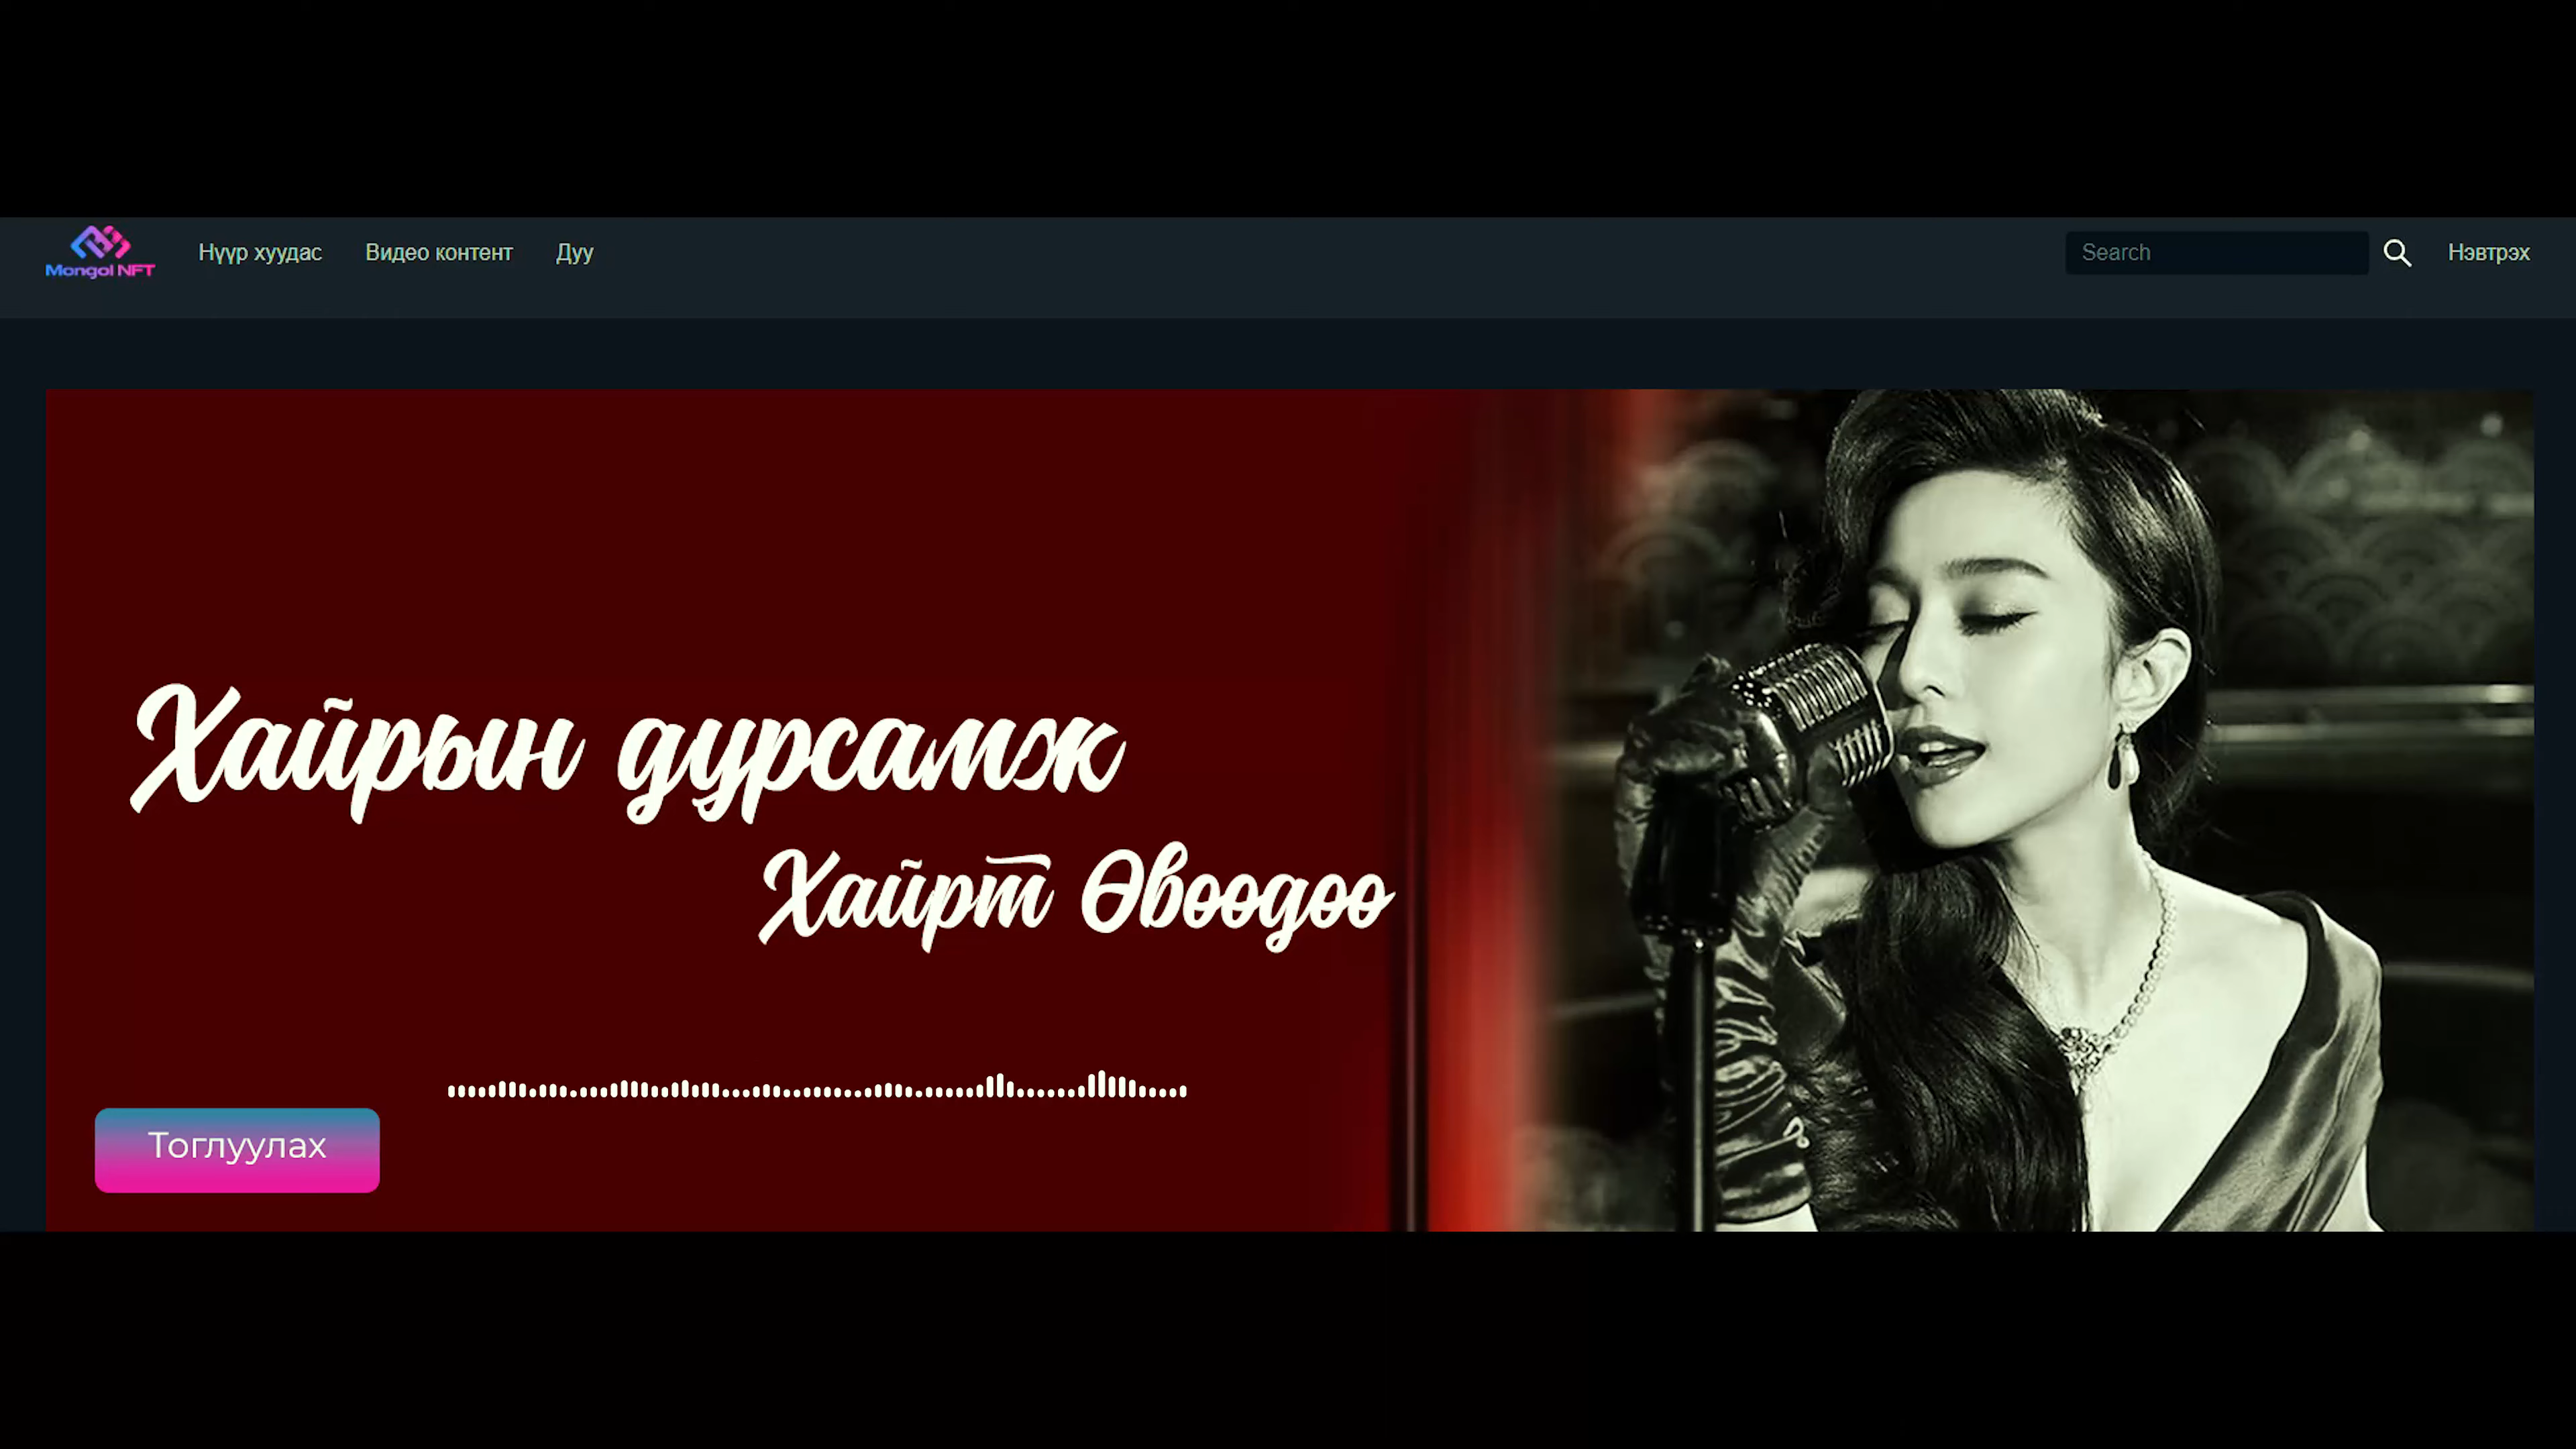 Mongol NFT
Нүүр хуудас
Видео контент
Дуу
Search
Нэвтрэх
Хайрын дурсамж
Хайрт Өвөөдөө
Тоглуулах